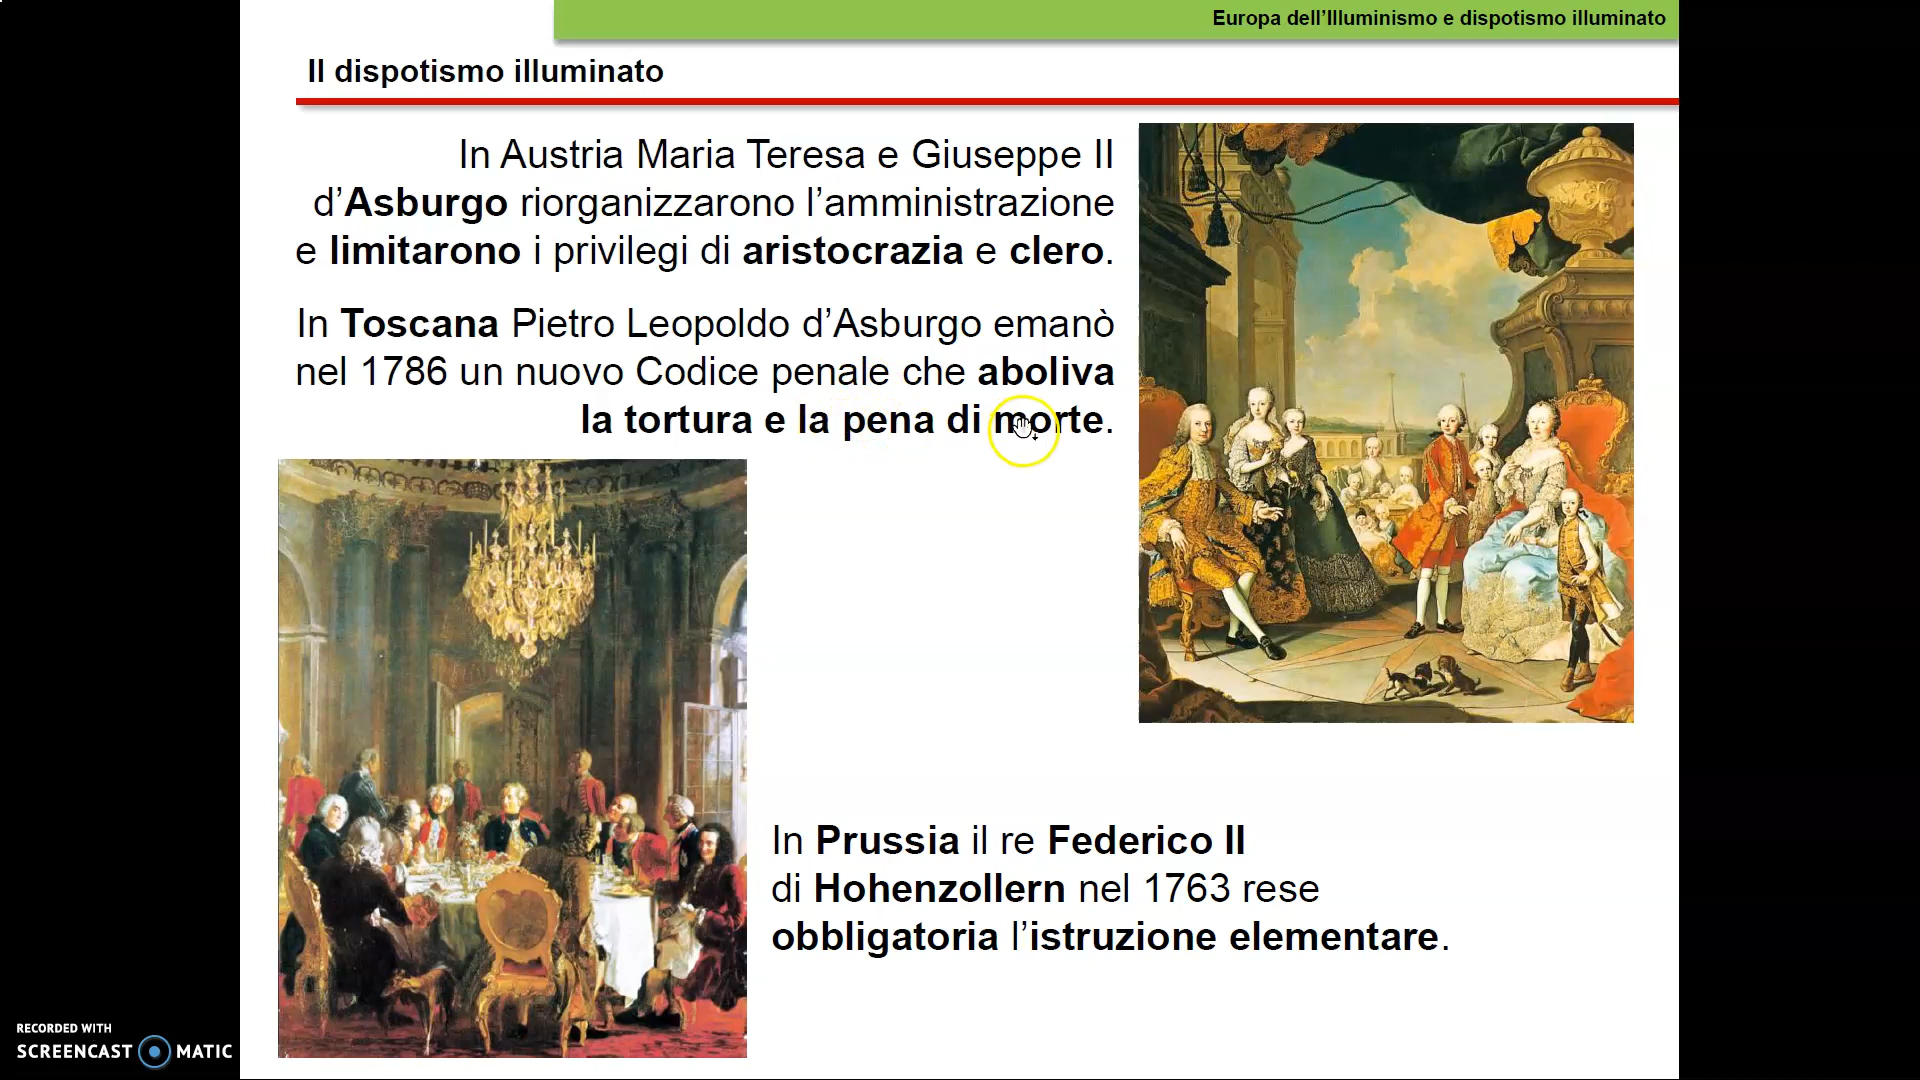 Europa dell’Illuminismo e dispotismo illuminato
Il dispotismo illuminato
In Austria Maria Teresa e Giuseppe II
d’Asburgo riorganizzarono l’amministrazione
e limitarono i privilegi di aristocrazia e clero.
In Toscana Pietro Leopoldo d’Asburgo emanò
nel 1786 un nuovo Codice penale che aboliva
la tortura e la pena di morte.
In Prussia il re Federico II
di Hohenzollern nel 1763 rese
obbligatoria l’istruzione elementare.
RECORDED WITH
SCREENCAST MATIC